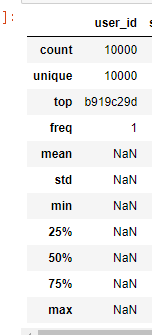 ] :
user_id s
count 10000
unique 10000
top b919c29d
freq 1
mean NaN
std NaN
min NaN
25% NaN
50% NaN
75% NaN
max NaN